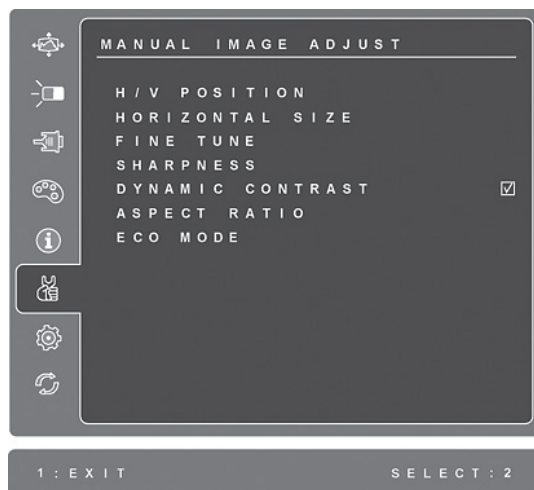 MANUAL IMAGE ADJUST
H/V POSITION
HORIZONTAL SIZE
FINE TUNE
SHARPNESS
DYNAMIC CONTRAST
ASPECT RATIO
ECO MODE
1:EXIT SELECT:2